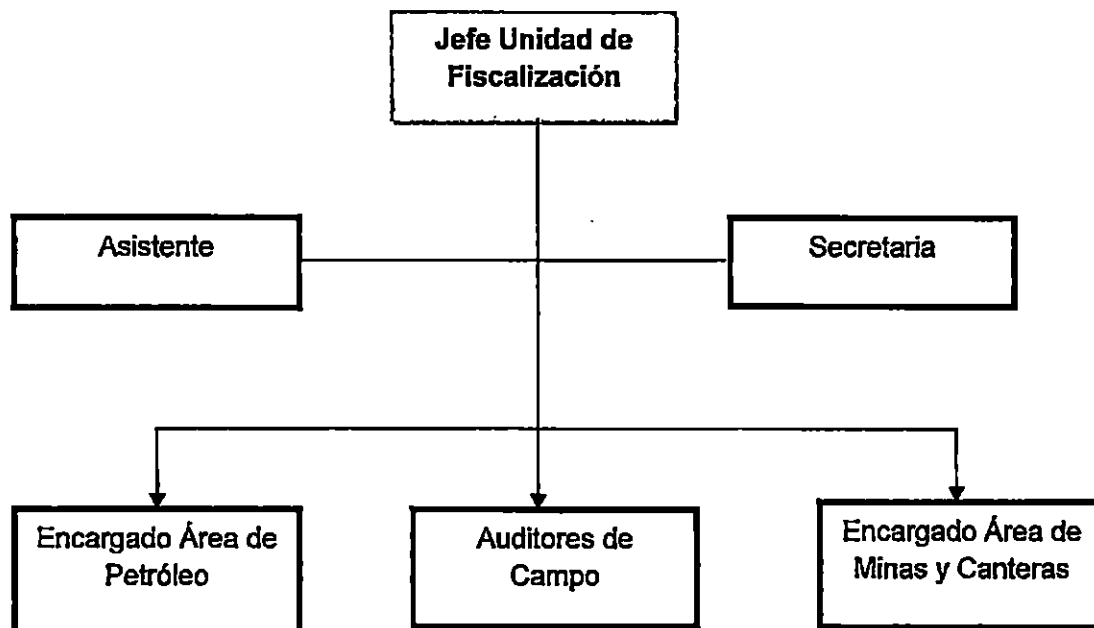 Jefe Unidad de
Fiscalización
Asistente
Secretaria
Encargado Área de
Petróleo
Auditores de
Campo
Encargado Área de
Minas y Canteras